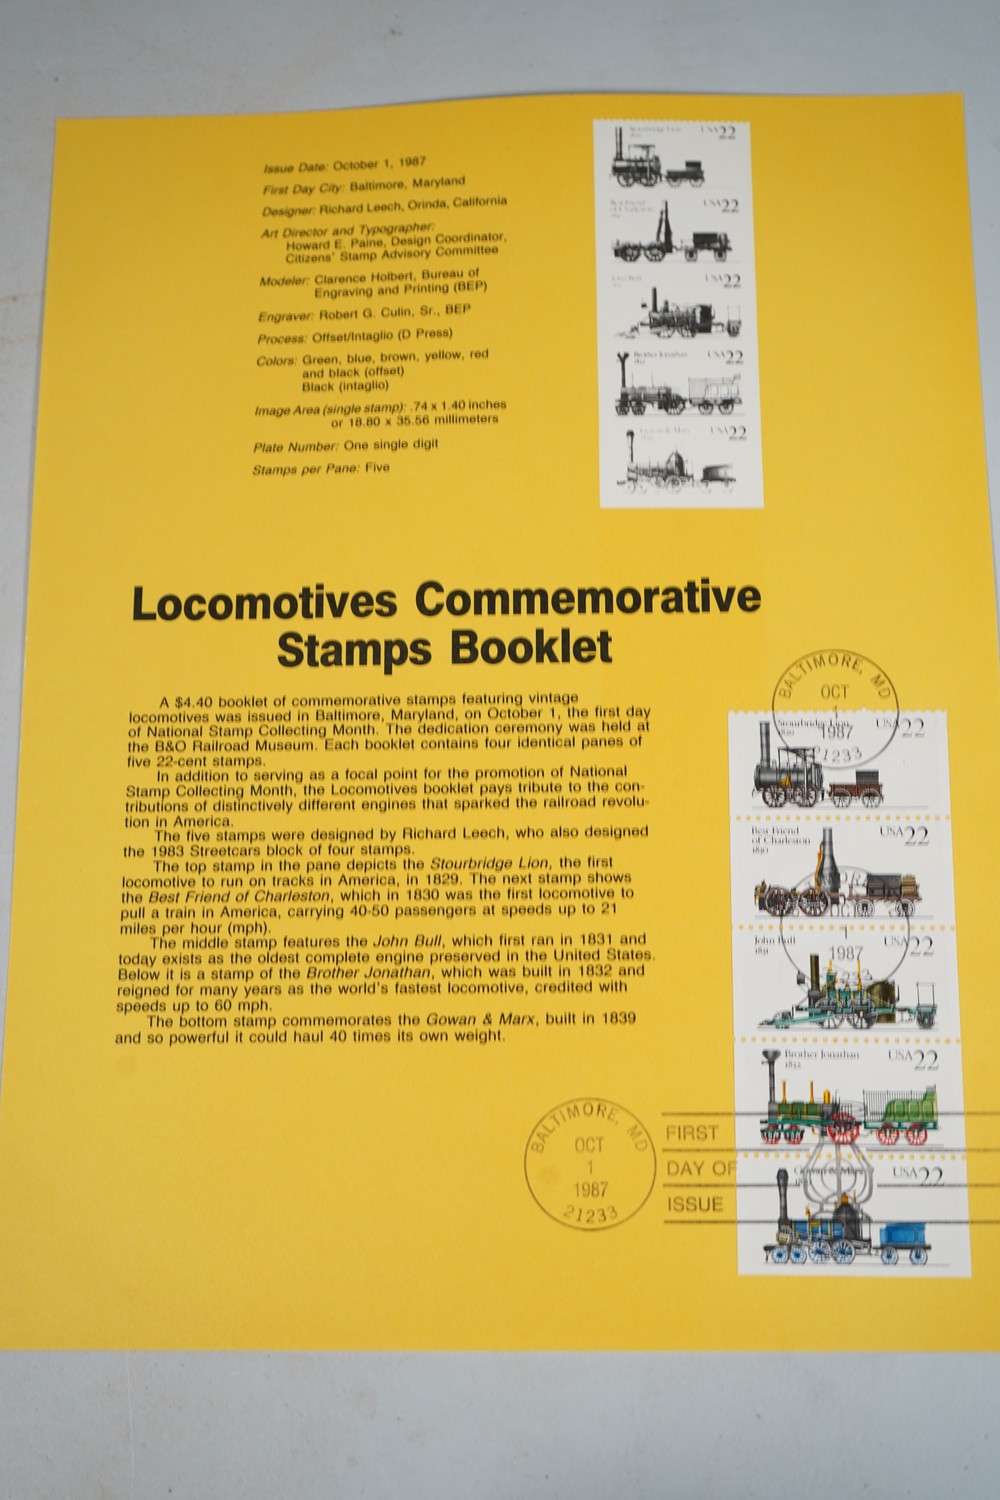 Issue Date: October 1, 1987
First Day City: Baltimore, Maryland
Designer: Richard Leech, Orinda, California
Art Director and Typographer:
Howard E. Paine, Design Coordinator,
Citizens' Stamp Advisory Committee
Modeler: Clarence Holbert, Bureau of
Engraving and Printing (BEP)
Engraver: Robert G. Culin, Sr., BEP
Process: Offset/Intaglio (D Press)
Colors: Green, blue, brown, yellow, red
and black (offset)
Black (intaglio)
Image Area (single stamp): .74 x 1.40 inches
or 18.80 x 35.56 millimeters
Plate Number: One single digit
Stamps per Pane: Five
Stourbridge Lion
USA22
Best Friend
of Charleston
USA22
John Bull
USA22
Brother Jonathan
USA22
Gowan & Marx
USA22
Locomotives Commemorative
Stamps Booklet
A $4.40 booklet of commemorative stamps featuring vintage
locomotives was issued in Baltimore, Maryland, on October 1, the first day
of National Stamp Collecting Month. The dedication ceremony was held at
the B&O Railroad Museum. Each booklet contains four identical panes of
five 22-cent stamps.
In addition to serving as a focal point for the promotion of National
Stamp Collecting Month, the Locomotives booklet pays tribute to the con-
tributions of distinctively different engines that sparked the railroad revolu-
tion in America.
The five stamps were designed by Richard Leech, who also designed
the 1983 Streetcars block of four stamps.
The top stamp in the pane depicts the Stourbridge Lion, the first
locomotive to run on tracks in America, in 1829. The next stamp shows
the Best Friend of Charleston, which in 1830 was the first locomotive to
pull a train in America, carrying 40-50 passengers at speeds up to 21
miles per hour (mph).
The middle stamp features the John Bull, which first ran in 1831 and
today exists as the oldest complete engine preserved in the United States.
Below it is a stamp of the Brother Jonathan, which was built in 1832 and
reigned for many years as the world's fastest locomotive, credited with
speeds up to 60 mph.
The bottom stamp commemorates the Gowan & Marx, built in 1839
and so powerful it could haul 40 times its own weight.
BALTIMORE, MD
OCT
1
1987
21233
Stourbridge Lion
1829
USA22
Best Friend
of Charleston
1830
USA22
OCT
1
1987
John Bull
1831
USA22
Brother Jonathan
1832
USA22
Gowan & Marx
USA22
BALTIMORE, MD
OCT
1
1987
21233
FIRST
DAY OF
ISSUE